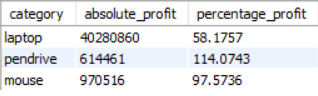 category absolute_profit percentage_profit
laptop 40280860 58.1757
pendrive 614461 114.0743
mouse 970516 97.5736